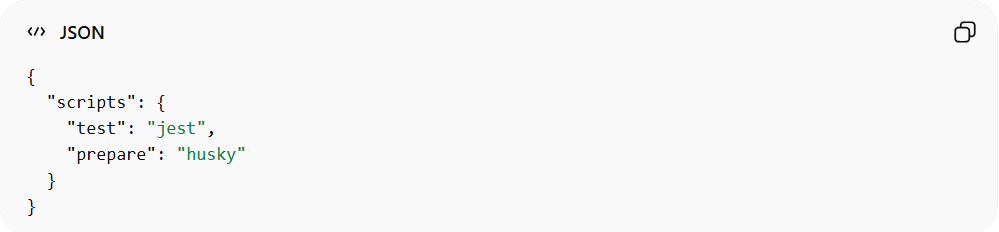 JSON
{
  "scripts": {
    "test": "jest",
    "prepare": "husky"
  }
}